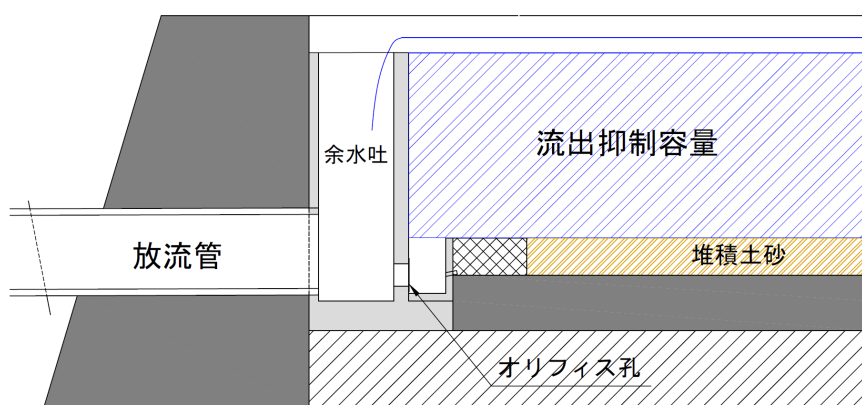 流出抑制容量
余水吐
放流管
堆積土砂
オリフィス孔